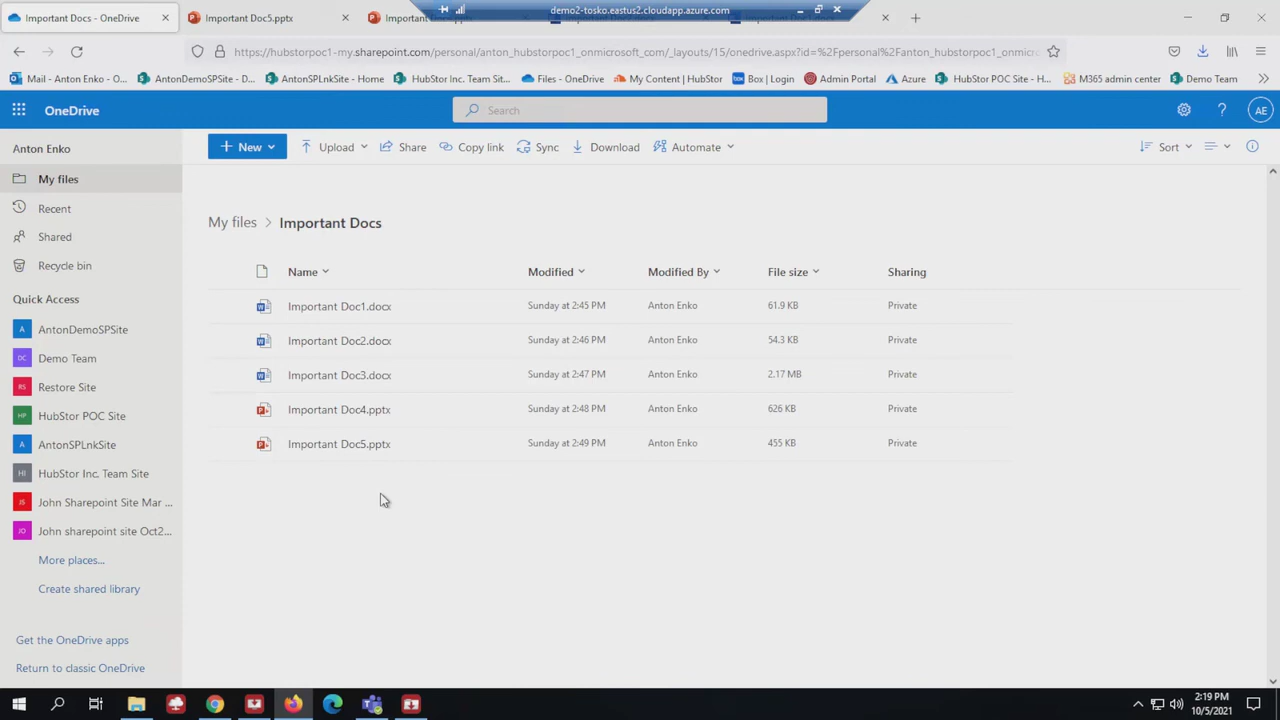 demo2-tosko.eastus2.cloudapp.azure.com
Important Docs - OneDrive
Important Doc5.pptx
https://hubstorpoc1-my.sharepoint.com/personal/anton_hubstorpoc1_onmicrosoft_com/_layouts/15/onedrive.aspx?id=%2Fpersonal%2Fanton_hubstorpoc1_onmicro
Mail - Anton Enko - O...
AntonDemoSPSite - D...
AntonSPLnkSite - Home
HubStor Inc. Team Sit...
Files - OneDrive
My Content | HubStor
Box | Login
Admin Portal
Azure
HubStor POC Site - H...
M365 admin center
Demo Team
OneDrive
Search
AE
Anton Enko
New
Upload
Share
Copy link
Sync
Download
Automate
Sort
My files
Recent
Shared
Recycle bin
Quick Access
A AntonDemoSPSite
DC Demo Team
RS Restore Site
HP HubStor POC Site
A AntonSPLnkSite
HI HubStor Inc. Team Site
JS John Sharepoint Site Mar ...
JO John sharepoint site Oct2...
More places...
Create shared library
Get the OneDrive apps
Return to classic OneDrive
My files > Important Docs
Name Modified Modified By File size Sharing
Important Doc1.docx Sunday at 2:45 PM Anton Enko 61.9 KB Private
Important Doc2.docx Sunday at 2:46 PM Anton Enko 54.3 KB Private
Important Doc3.docx Sunday at 2:47 PM Anton Enko 2.17 MB Private
Important Doc4.pptx Sunday at 2:48 PM Anton Enko 626 KB Private
Important Doc5.pptx Sunday at 2:49 PM Anton Enko 455 KB Private
2:19 PM
10/5/2021